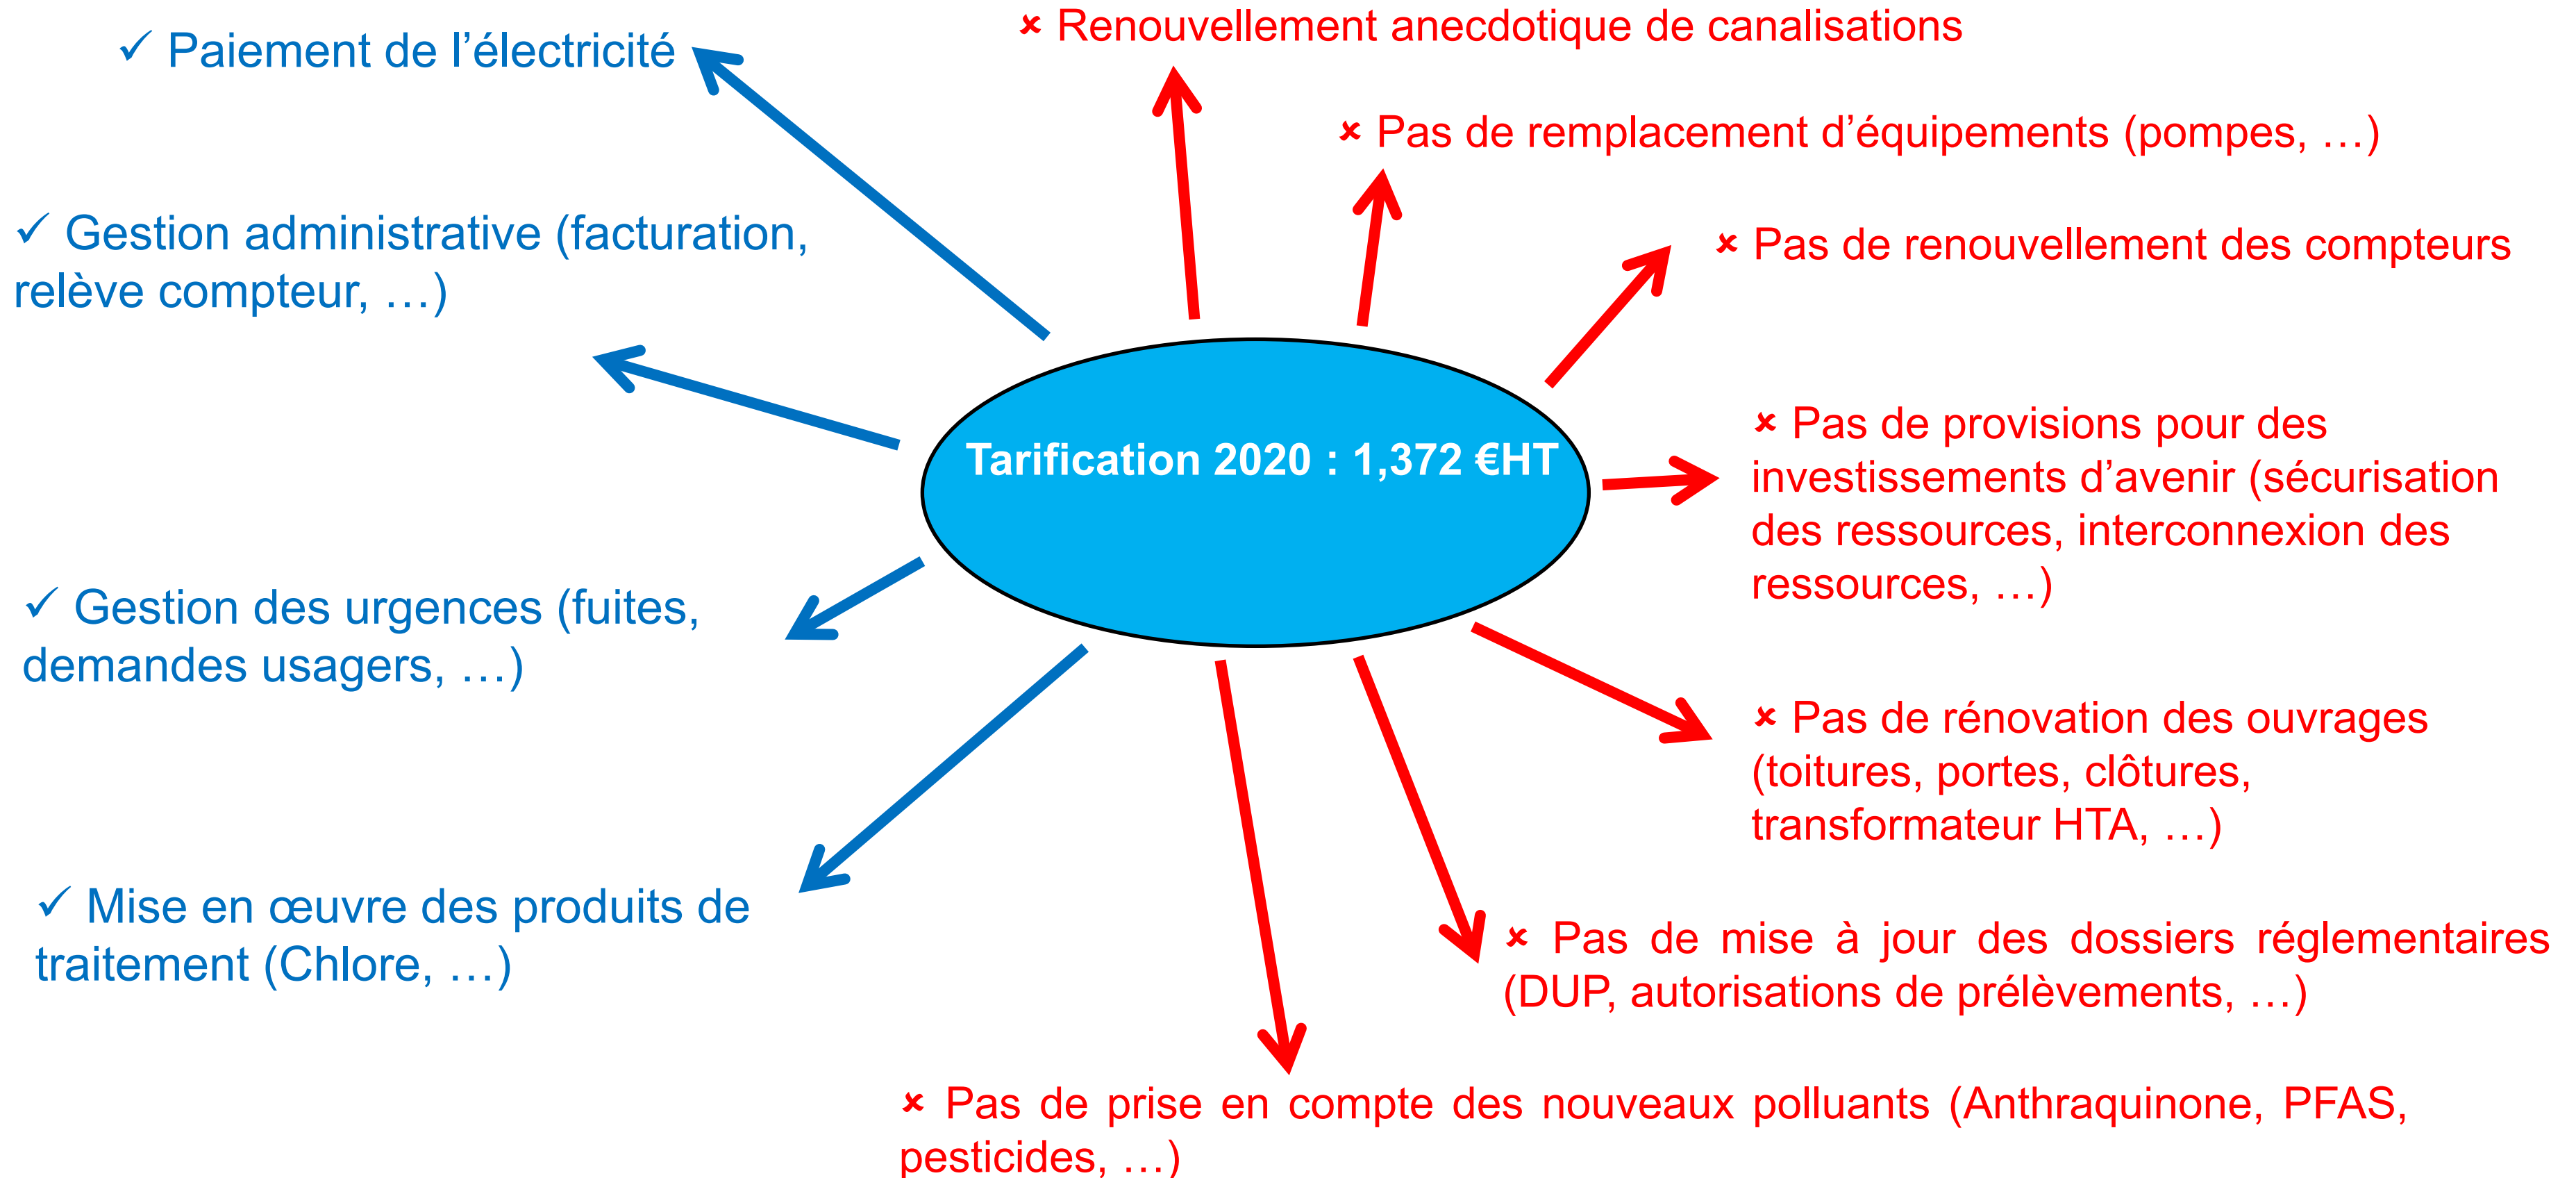 ✓ Paiement de l’électricité
✓ Gestion administrative (facturation,
relève compteur, …)
✓ Gestion des urgences (fuites,
demandes usagers, …)
✓ Mise en œuvre des produits de
traitement (Chlore, …)
Tarification 2020 : 1,372 €HT
× Renouvellement anecdotique de canalisations
× Pas de remplacement d’équipements (pompes, …)
× Pas de renouvellement des compteurs
× Pas de provisions pour des
investissements d’avenir (sécurisation
des ressources, interconnexion des
ressources, …)
× Pas de rénovation des ouvrages
(toitures, portes, clôtures,
transformateur HTA, …)
× Pas de mise à jour des dossiers réglementaires
(DUP, autorisations de prélèvements, …)
× Pas de prise en compte des nouveaux polluants (Anthraquinone, PFAS,
pesticides, …)